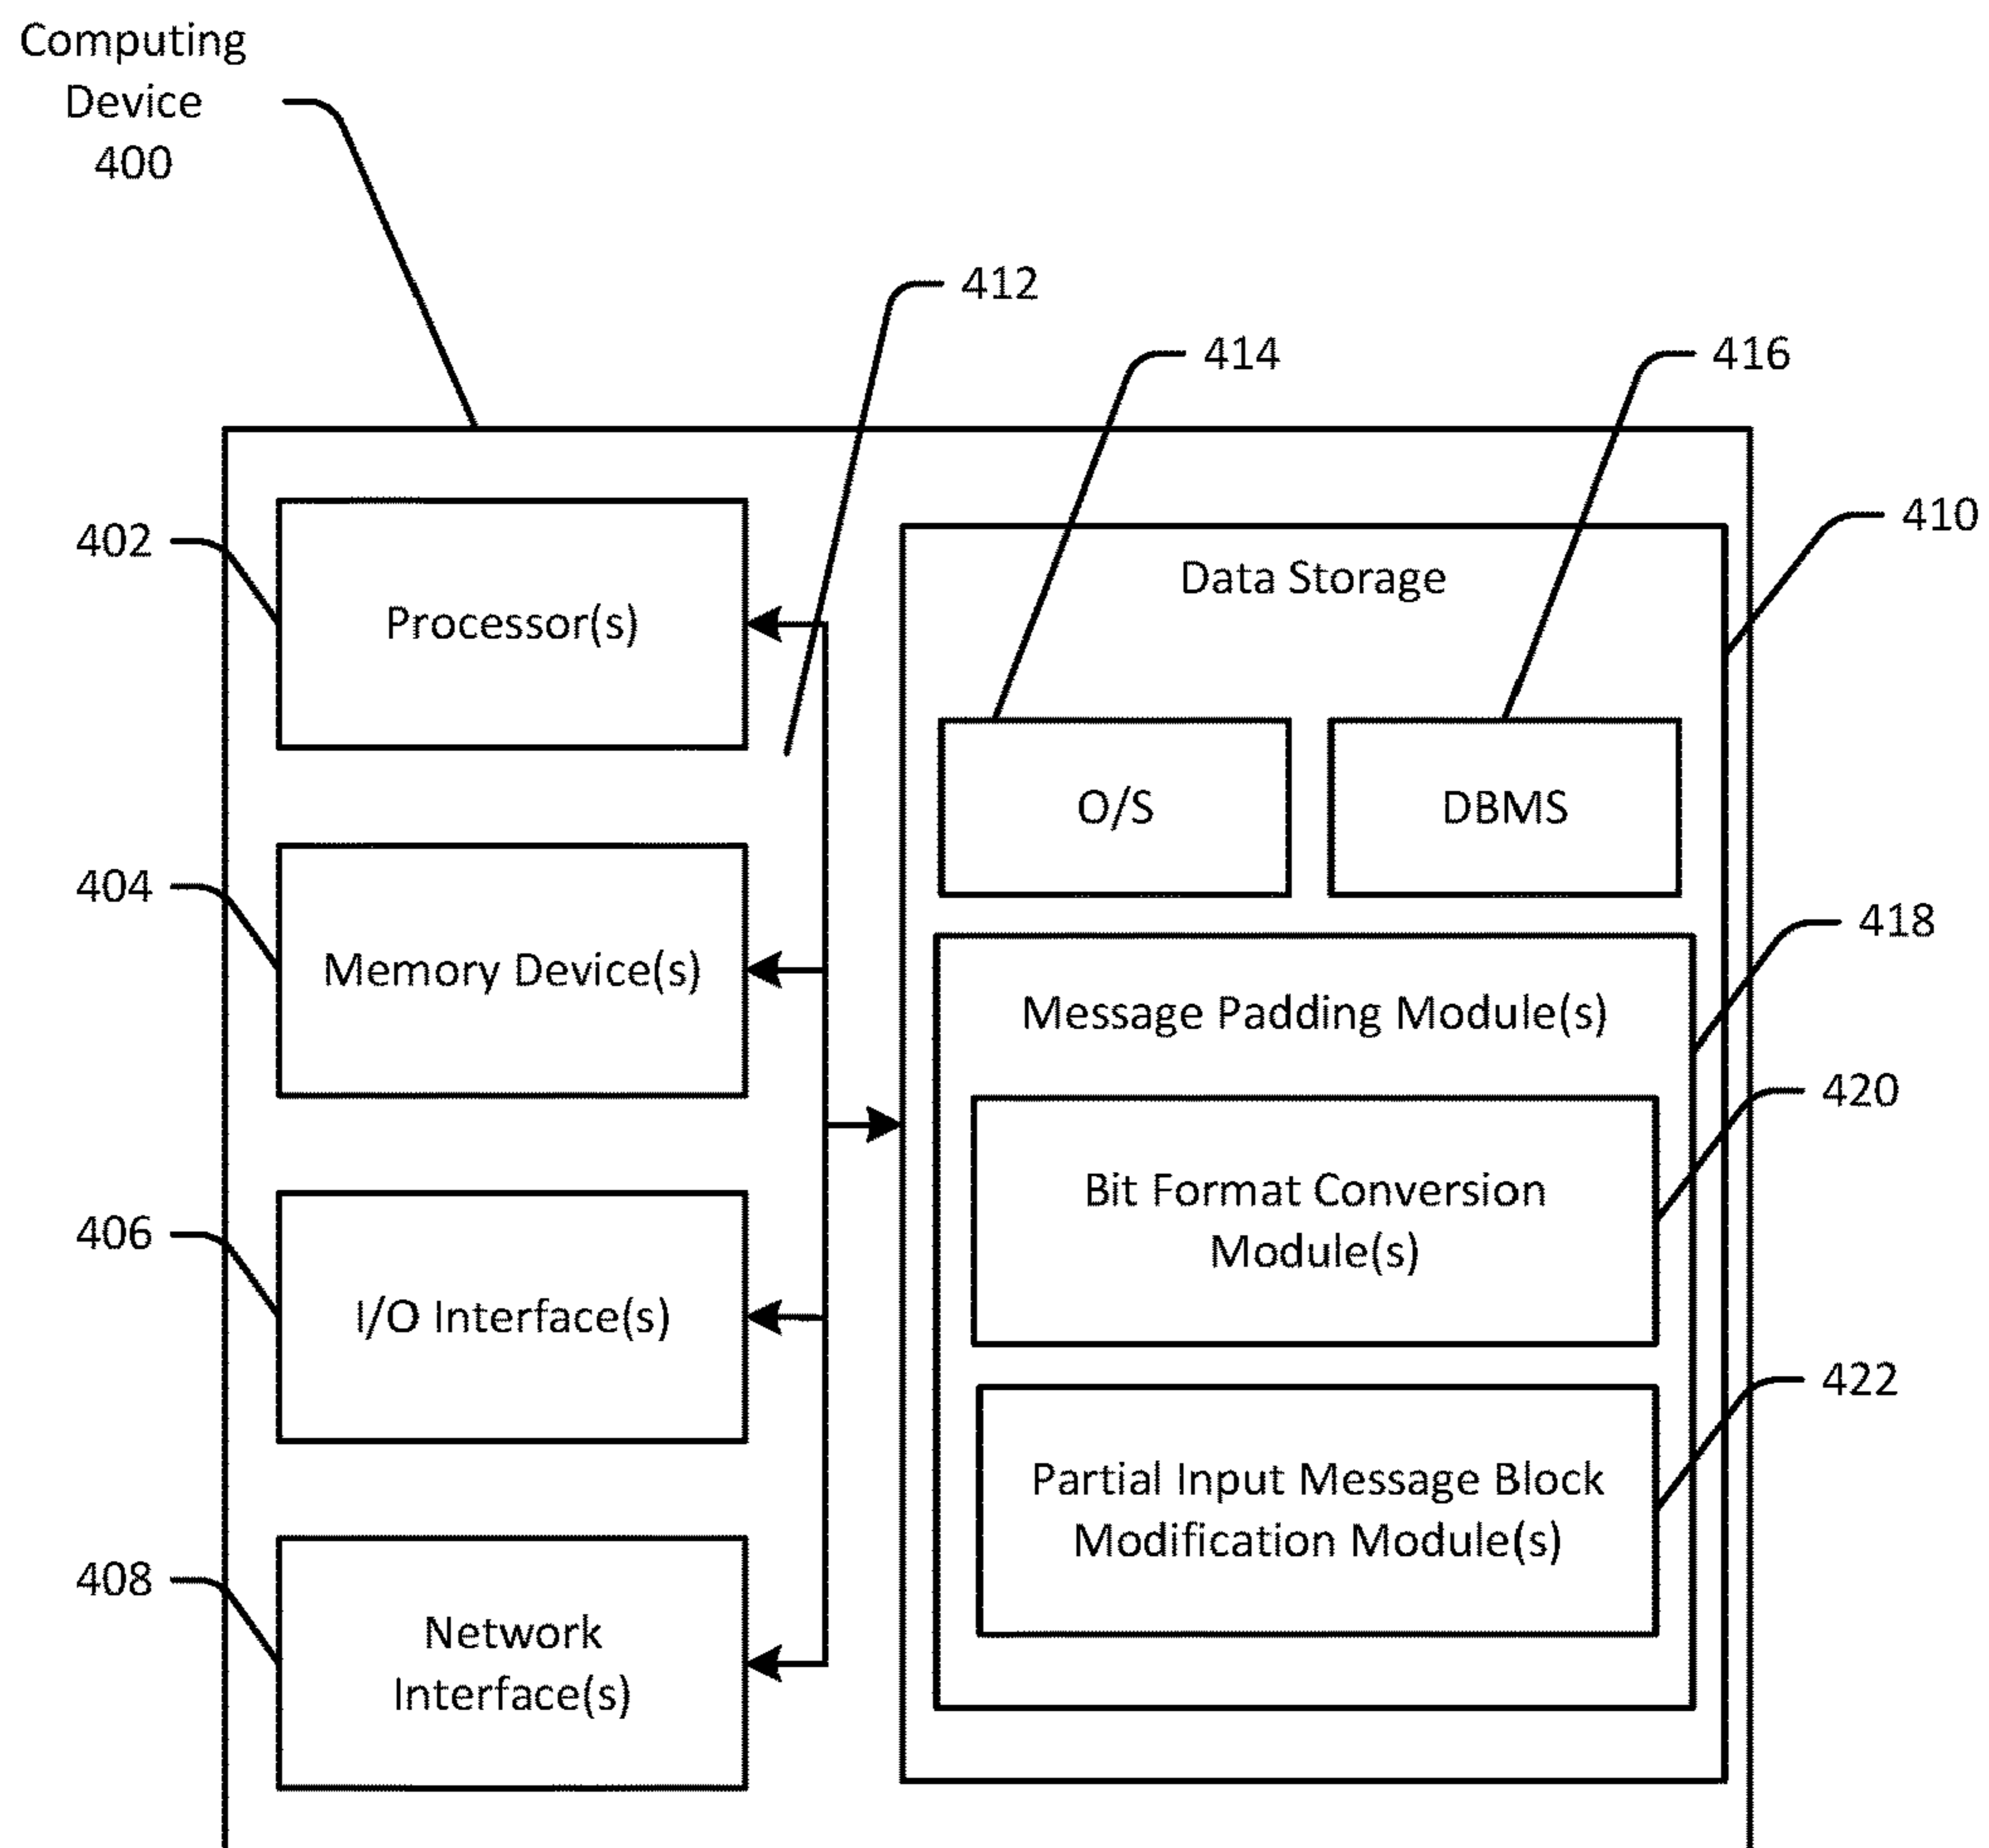 Computing
Device
400
412
414
416
410
402
Processor(s)
Data Storage
O/S
DBMS
404
Memory Device(s)
418
Message Padding Module(s)
420
Bit Format Conversion
Module(s)
406
I/O Interface(s)
422
Partial Input Message Block
Modification Module(s)
408
Network
Interface(s)